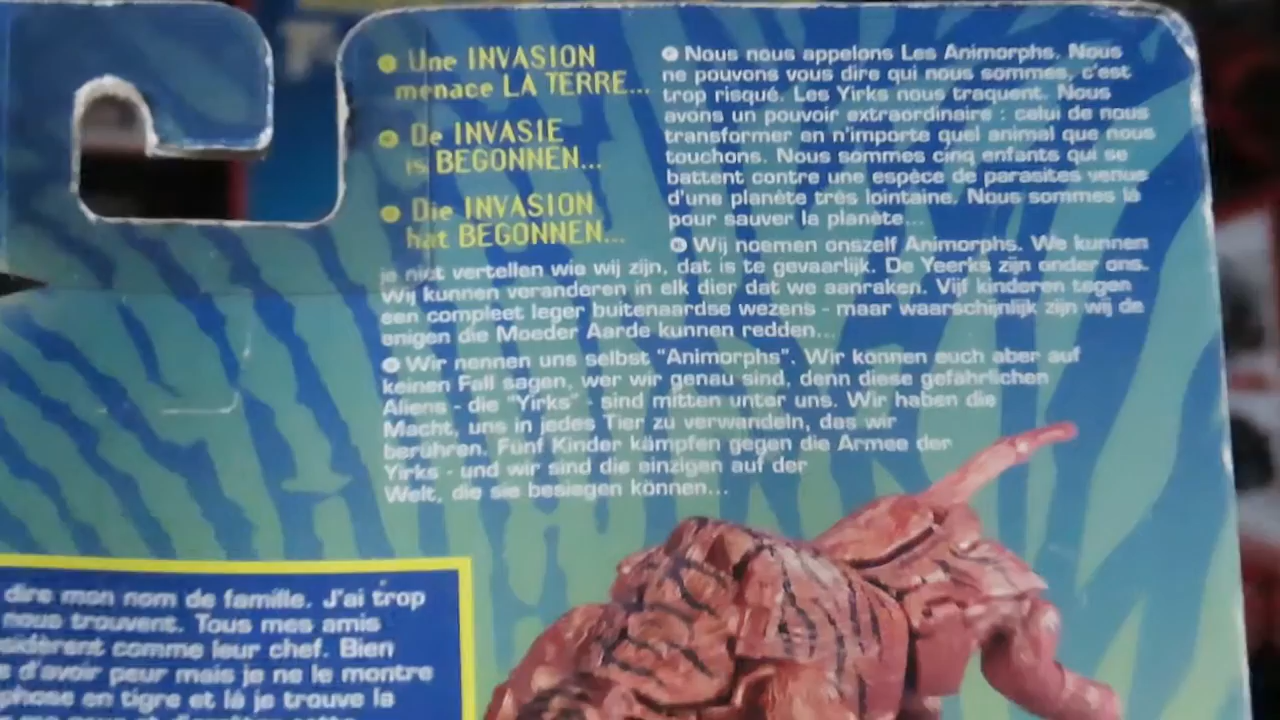 Une INVASION
menace LA TERRE...
De INVASIE
is BEGONNEN...
Die INVASION
hat BEGONNEN...
Nous nous appelons Les Animorphs. Nous
ne pouvons vous dire qui nous sommes, c'est
trop risqué. Les Yirks nous traquent. Nous
avons un pouvoir extraordinaire : celui de nous
transformer en n'importe quel animal que nous
touchons. Nous sommes cinq enfants qui se
battent contre une espèce de parasites venus
d'une planète très lointaine. Nous sommes là
pour sauver la planète...
Wij noemen onszelf Animorphs. We kunnen
je niet vertellen wie wij zijn, dat is te gevaarlijk. De Yeerks zijn onder ons.
Wij kunnen veranderen in elk dier dat we aanraken. Vijf kinderen tegen
een compleet leger buitenaardse wezens - maar waarschijnlijk zijn wij de
enigen die Moeder Aarde kunnen redden...
Wir nennen uns selbst "Animorphs". Wir können euch aber auf
keinen Fall sagen, wer wir genau sind, denn diese gefährlichen
Aliens - die "Yirks" - sind mitten unter uns. Wir haben die
Macht, uns in jedes Tier zu verwandeln, das wir
berühren. Fünf Kinder kämpfen gegen die Armee der
Yirks - und wir sind die einzigen auf der
Welt, die sie besiegen können...
dire mon nom de famille. J'ai trop
nous trouvent. Tous mes amis
sidèrent comme leur chef. Bien
d'avoir peur mais je ne le montre
phose en tigre et là je trouve la